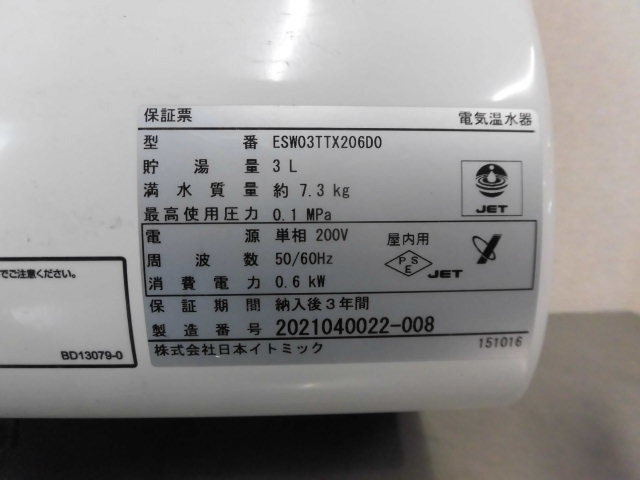 保証票 電気温水器
型番 ESW03TTX206D0
貯湯量 3 L
満水質量 約 7.3 kg
最高使用圧力 0.1 MPa
JET
電源 単相 200V 屋内用
周波数 50/60Hz
PSE JET
消費電力 0.6 kW
保証期間 納入後3年間
製造番号 2021040022-008
株式会社日本イトミック 151016
でご注意ください。
BD13079-0